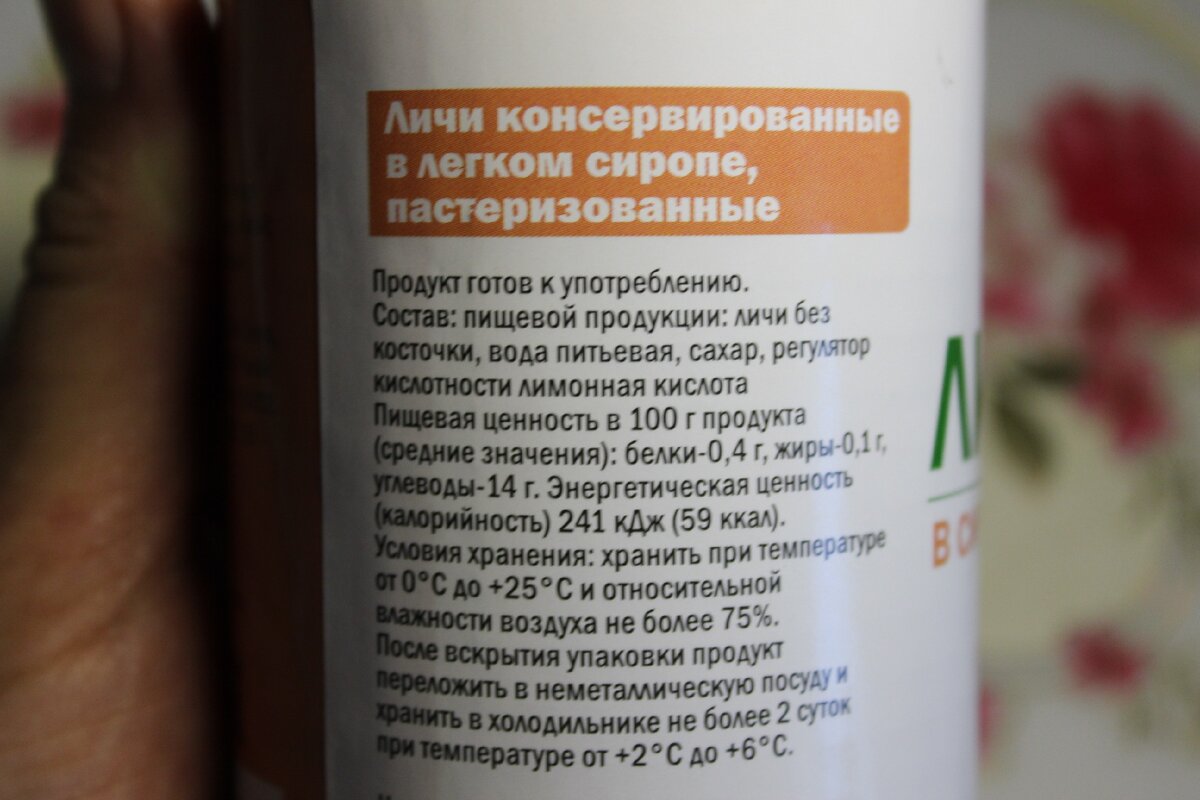 Личи консервированные
в легком сиропе,
пастеризованные
Продукт готов к употреблению.
Состав: пищевой продукции: личи без
косточки, вода питьевая, сахар, регулятор
кислотности лимонная кислота
Пищевая ценность в 100 г продукта
(средние значения): белки-0,4 г, жиры-0,1 г,
углеводы-14 г. Энергетическая ценность
(калорийность) 241 кДж (59 ккал).
Условия хранения: хранить при температуре
от 0°С до +25°С и относительной
влажности воздуха не более 75%.
После вскрытия упаковки продукт
переложить в неметаллическую посуду и
хранить в холодильнике не более 2 суток
при температуре от +2°С до +6°С.
В